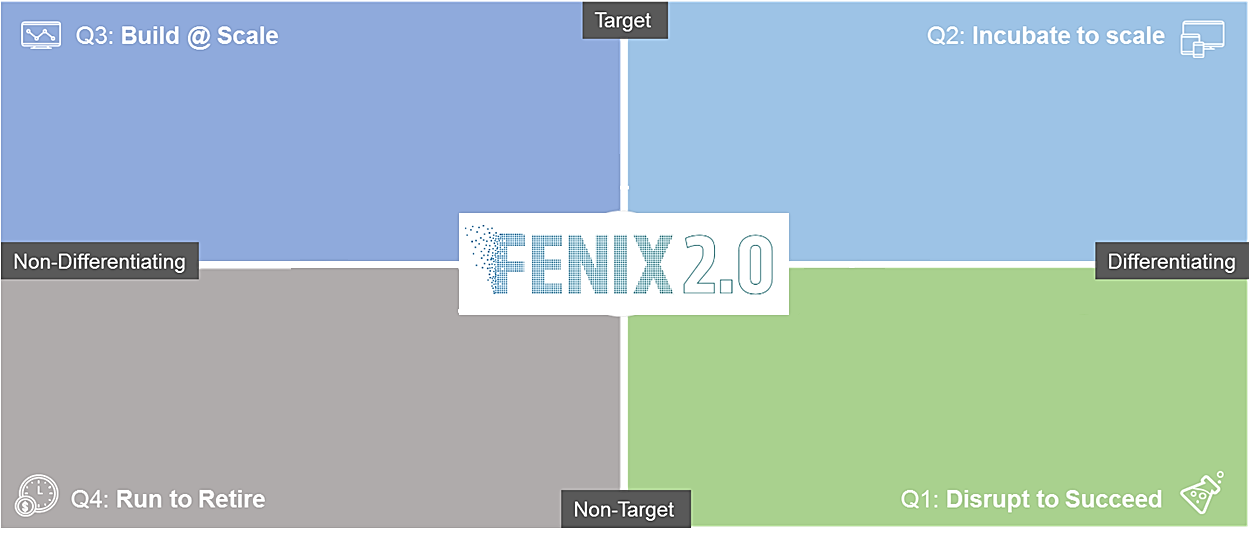 Target
Q3: Build @ Scale
Q2: Incubate to scale
FENIX 2.0
Non-Differentiating
Differentiating
$
Q4: Run to Retire
Q1: Disrupt to Succeed
Non-Target